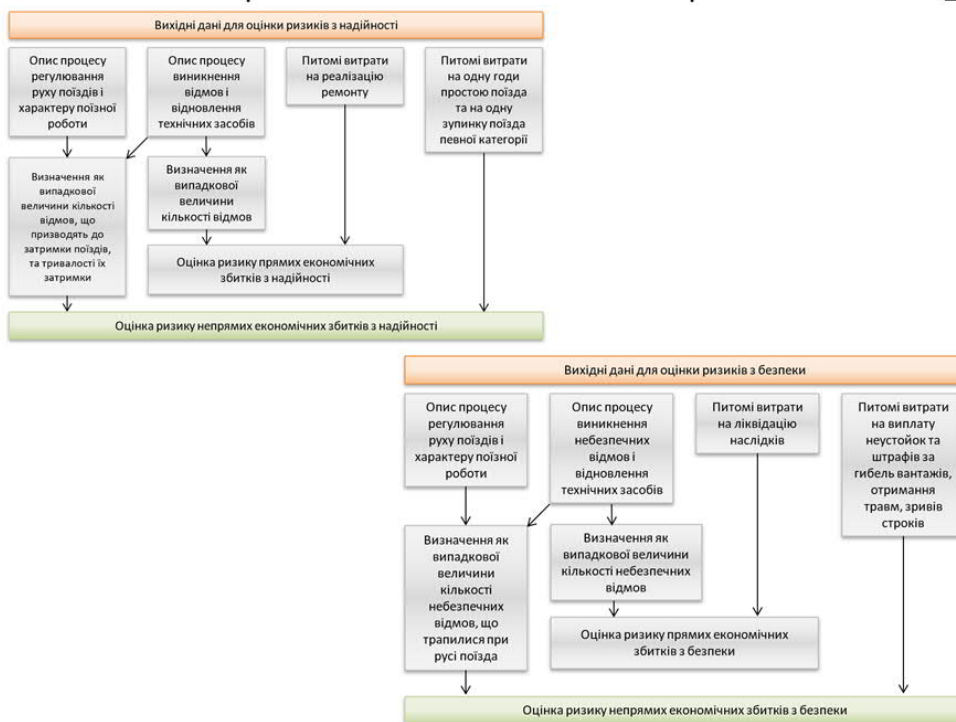 Вихідні дані для оцінки ризиків з надійності
Опис процесу
регулювання
руху поїздів і
характеру поїзної
роботи
Опис процесу
виникнення
відмов і
відновлення
технічних засобів
Питомі витрати
на реалізацію
ремонту
Питомі витрати
на одну годи
простою поїзда
та на одну
зупинку поїзда
певної категорії
Визначення як
випадкової
величини кількості
відмов, що
призводять до
затримки поїздів,
та тривалості їх
затримки
Визначення як
випадкової
величини
кількості відмов
Оцінка ризику прямих економічних
збитків з надійності
Оцінка ризику непрямих економічних збитків з надійності
Вихідні дані для оцінки ризиків з безпеки
Опис процесу
регулювання
руху поїздів і
характеру поїзної
роботи
Опис процесу
виникнення
небезпечних
відмов і
відновлення
технічних засобів
Питомі витрати
на ліквідацію
наслідків
Питомі витрати
на виплату
неустойок та
штрафів за
гибель вантажів,
отримання
травм, зривів
строків
Визначення як
випадкової
величини
кількості
небезпечних
відмов, що
трапилися при
русі поїзда
Визначення як
випадкової величини
кількості небезпечних
відмов
Оцінка ризику прямих економічних
збитків з безпеки
Оцінка ризику непрямих економічних збитків з безпеки